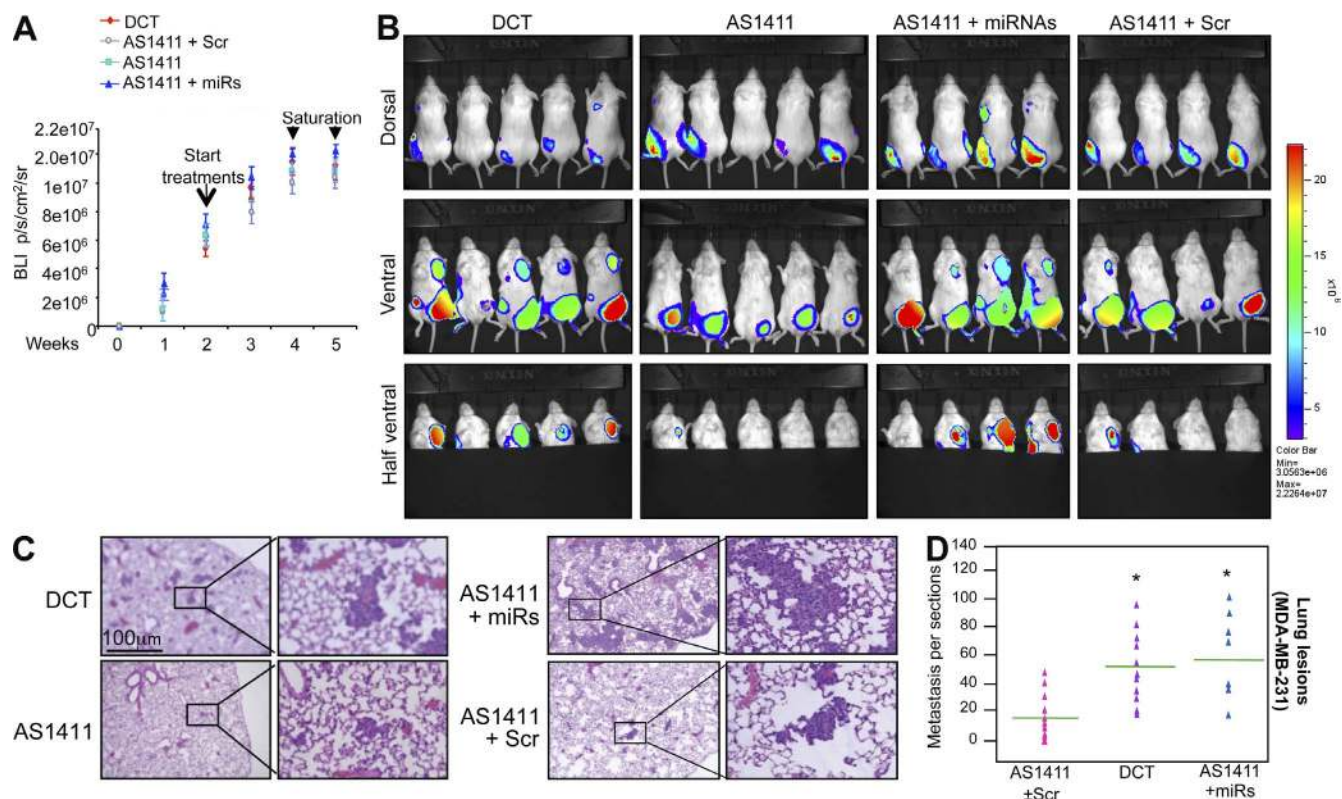 A
DCT
AS1411 + Scr
AS1411
AS1411 + miRs
2.2e10⁷
2.0e10⁷
1e10⁷
8e10⁶
6e10⁶
4e10⁶
2e10⁶
0
BLI p/s/cm²/sr
Start
treatments
Saturation
Weeks 0 1 2 3 4 5
B
DCT
AS1411
AS1411 + miRNAs
AS1411 + Scr
Dorsal
Ventral
Half ventral
20
15
10
5
Color Bar
Min=
3.0563e+06
Max=
2.2264e+07
C
DCT
100μm
AS1411
AS1411
+ miRs
AS1411
+ Scr
D
Metastasis per sections
140
120
100
80
60
40
20
0
*
*
AS1411
±Scr
DCT
AS1411
+miRs
Lung lesions
(MDA-MB-231)